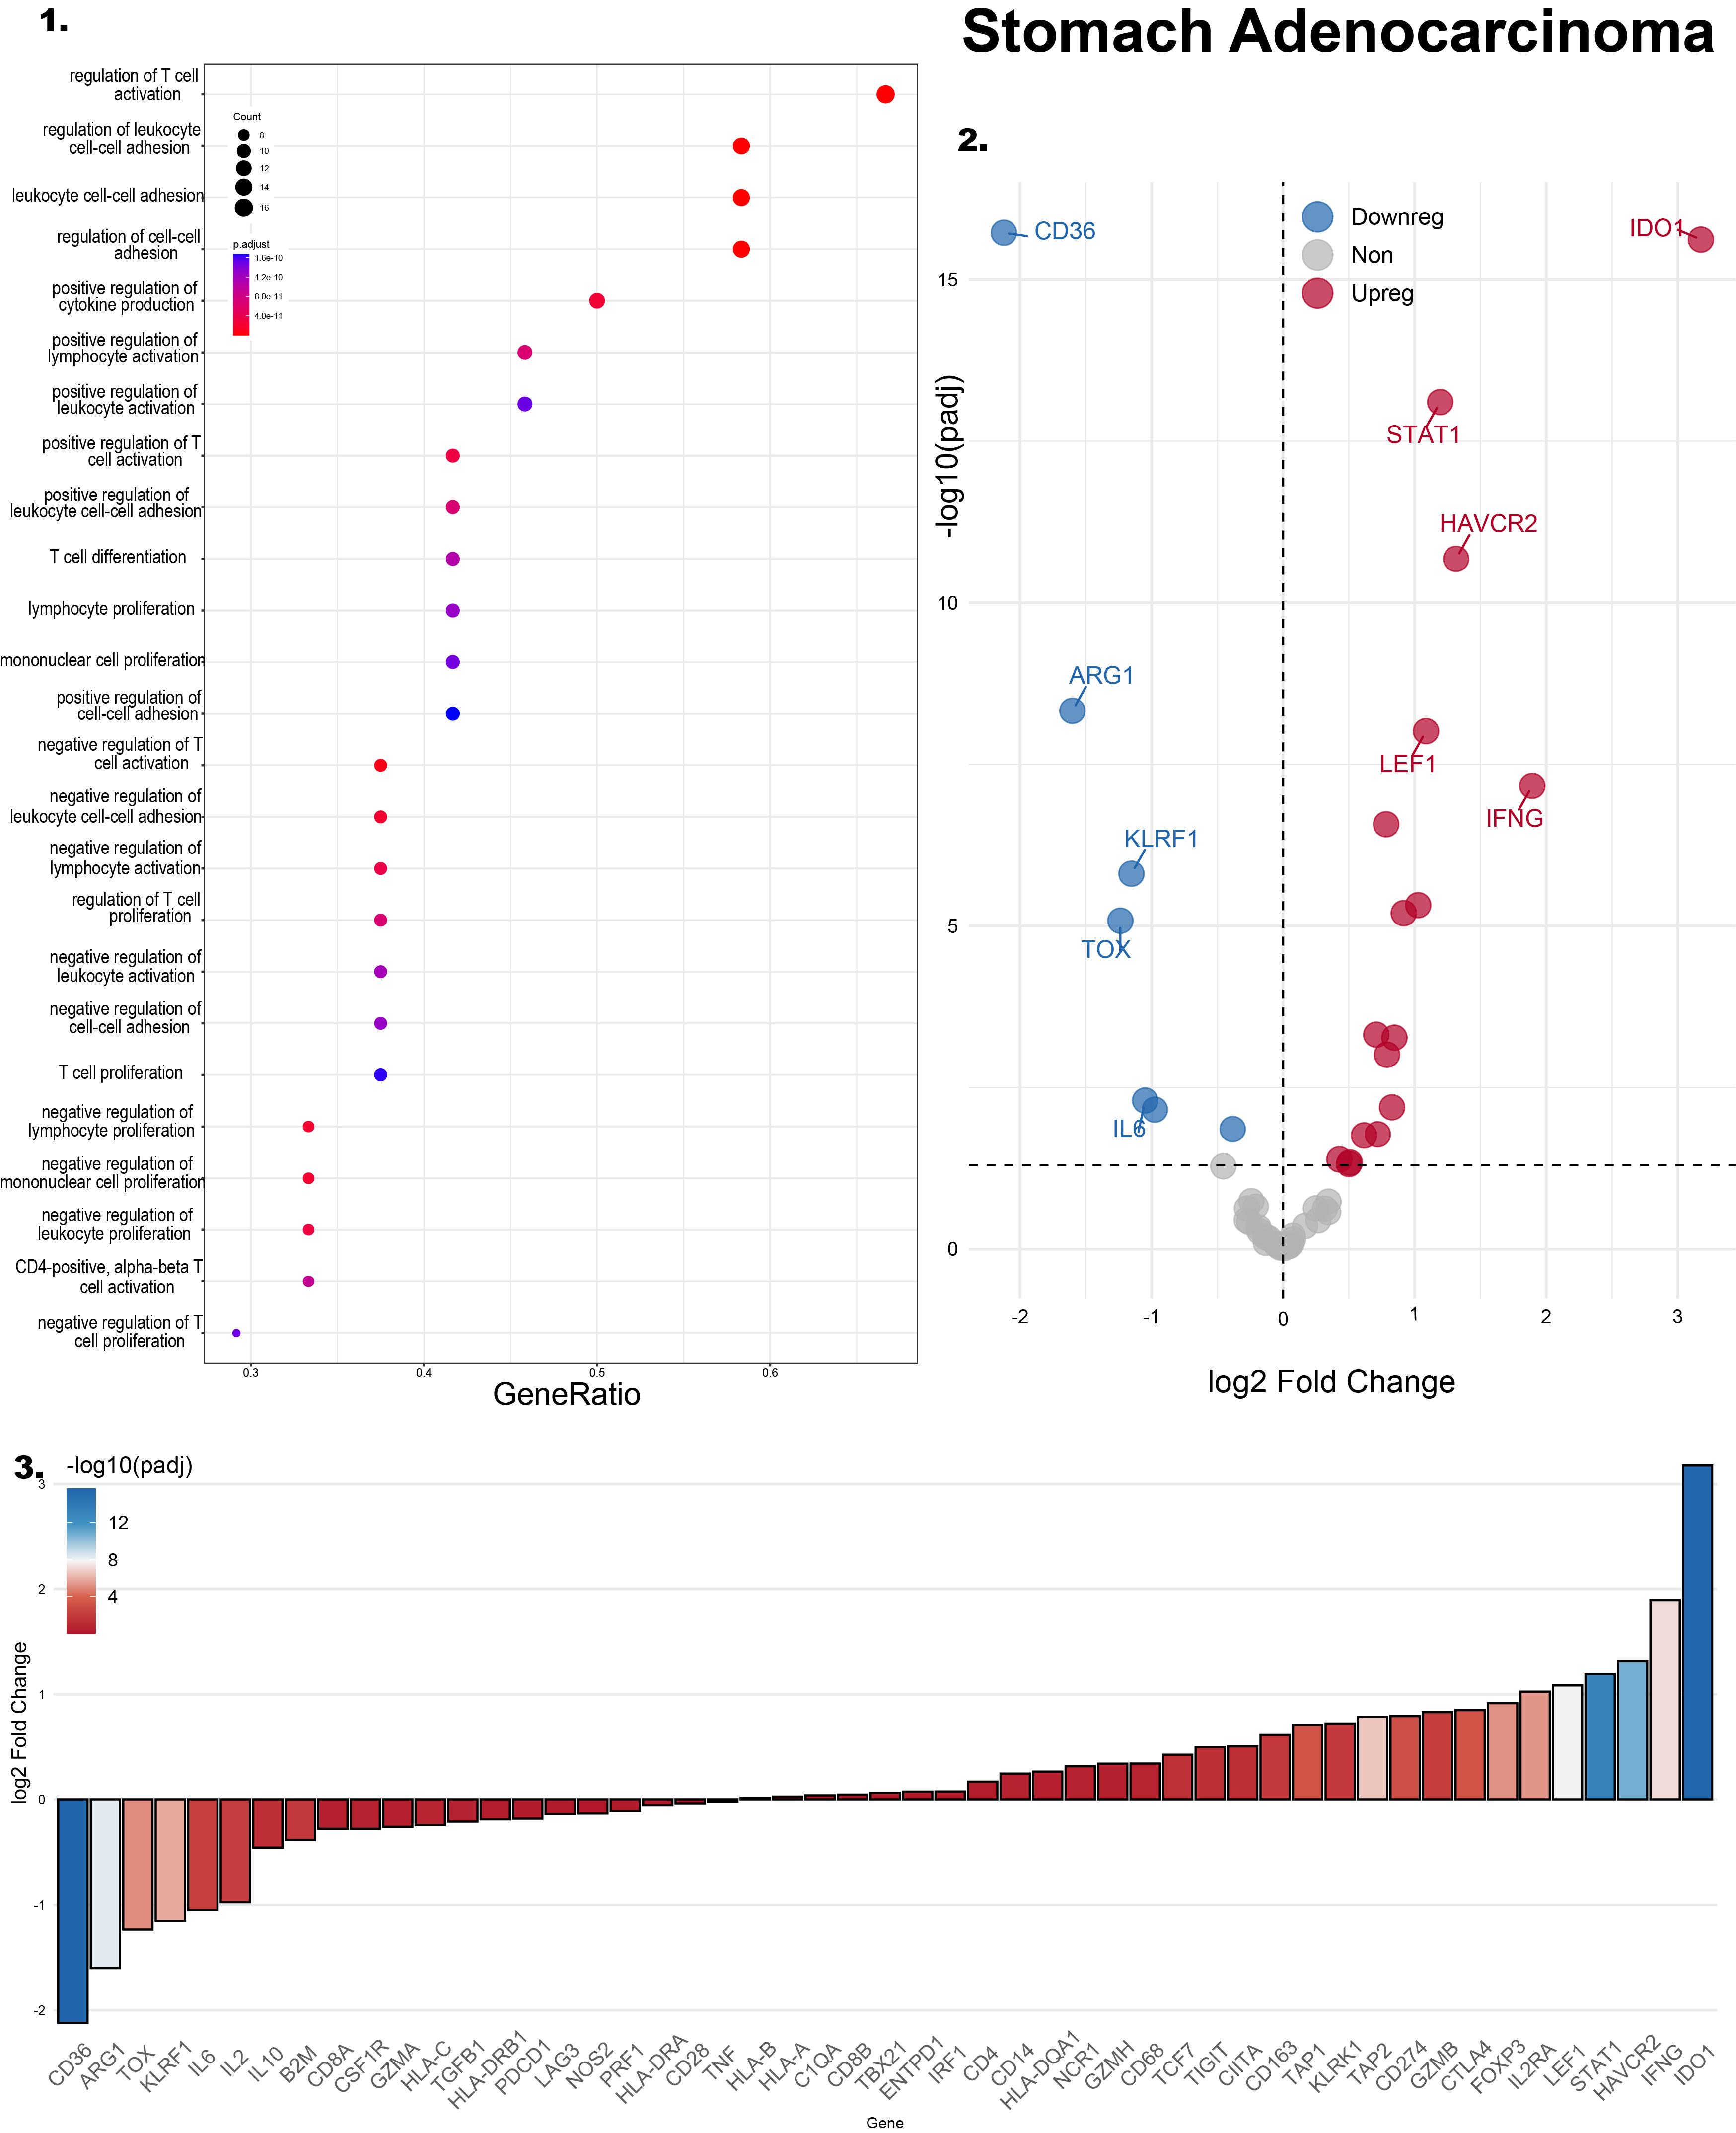 1.
Stomach Adenocarcinoma
regulation of T cell
activation
regulation of leukocyte
cell-cell adhesion
leukocyte cell-cell adhesion
regulation of cell-cell
adhesion
positive regulation of
cytokine production
positive regulation of
lymphocyte activation
positive regulation of
leukocyte activation
positive regulation of T
cell activation
positive regulation of
leukocyte cell-cell adhesion
T cell differentiation
lymphocyte proliferation
mononuclear cell proliferation
positive regulation of
cell-cell adhesion
negative regulation of T
cell activation
negative regulation of
leukocyte cell-cell adhesion
negative regulation of
lymphocyte activation
regulation of T cell
proliferation
negative regulation of
leukocyte activation
negative regulation of
cell-cell adhesion
T cell proliferation
negative regulation of
lymphocyte proliferation
negative regulation of
mononuclear cell proliferation
negative regulation of
leukocyte proliferation
CD4-positive, alpha-beta T
cell activation
negative regulation of T
cell proliferation
Count
8
10
12
14
16
p.adjust
1.6e-10
1.2e-10
8.0e-11
4.0e-11
0.3
0.4
0.5
0.6
GeneRatio
2.
Downreg
Non
Upreg
CD36
IDO1
STAT1
HAVCR2
ARG1
LEF1
IFNG
KLRF1
TOX
IL6
15
10
5
0
-log10(padj)
-2
-1
0
1
2
3
log2 Fold Change
3.
-log10(padj)
12
8
4
3
2
1
0
-1
-2
log2 Fold Change
CD36
ARG1
TOX
KLRF1
IL6
IL2
IL10
B2M
CD8A
CSF1R
GZMA
HLA-C
TGFB1
HLA-DRB1
PDCD1
LAG3
NOS2
PRF1
HLA-DRA
CD28
TNF
HLA-B
HLA-A
C1QA
CD8B
TBX21
ENTPD1
IRF1
CD4
CD14
HLA-DQA1
NCR1
GZMH
CD68
TCF7
TIGIT
CIITA
CD163
TAP1
KLRK1
TAP2
CD274
GZMB
CTLA4
FOXP3
IL2RA
LEF1
STAT1
HAVCR2
IFNG
IDO1
Gene